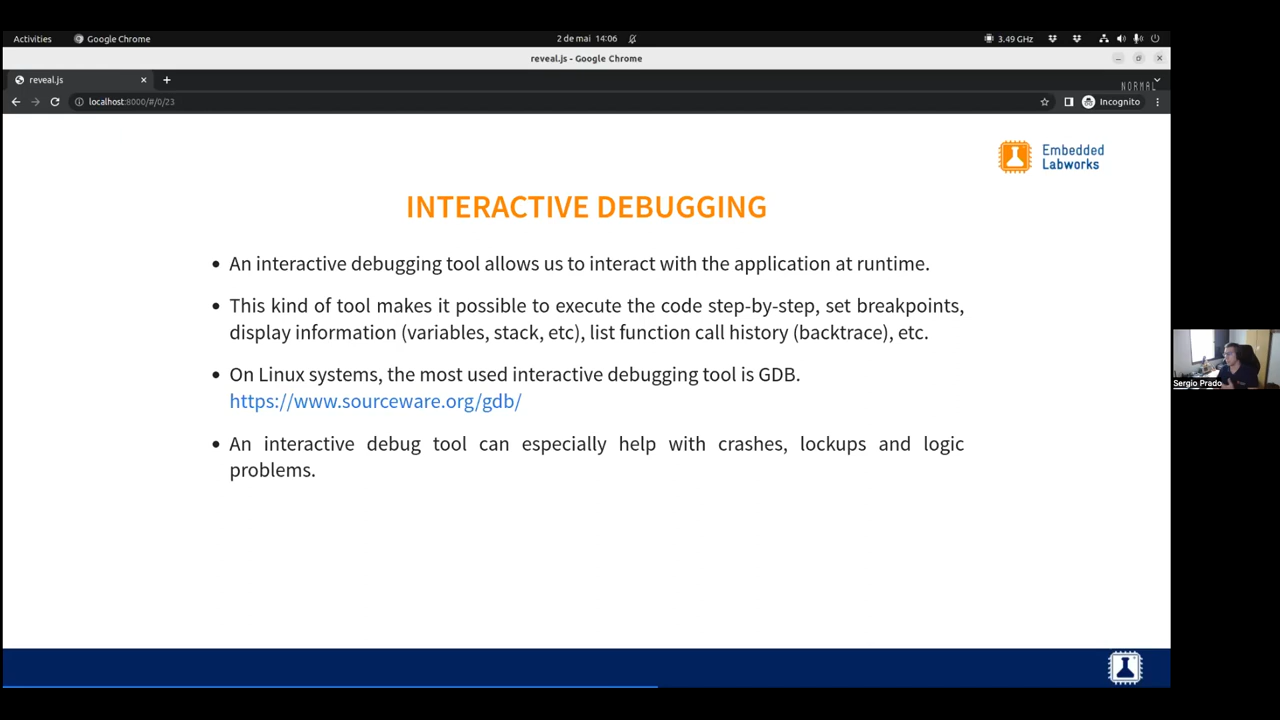 Activities
Google Chrome
2 de mai 14:06
3.49 GHz
reveal.js - Google Chrome
reveal.js
NORMAL
localhost:8000/#/0/23
Incognito
Embedded
Labworks
INTERACTIVE DEBUGGING
• An interactive debugging tool allows us to interact with the application at runtime.
• This kind of tool makes it possible to execute the code step-by-step, set breakpoints,
display information (variables, stack, etc), list function call history (backtrace), etc.
• On Linux systems, the most used interactive debugging tool is GDB.
https://www.sourceware.org/gdb/
• An interactive debug tool can especially help with crashes, lockups and logic
problems.
Sergio Prado